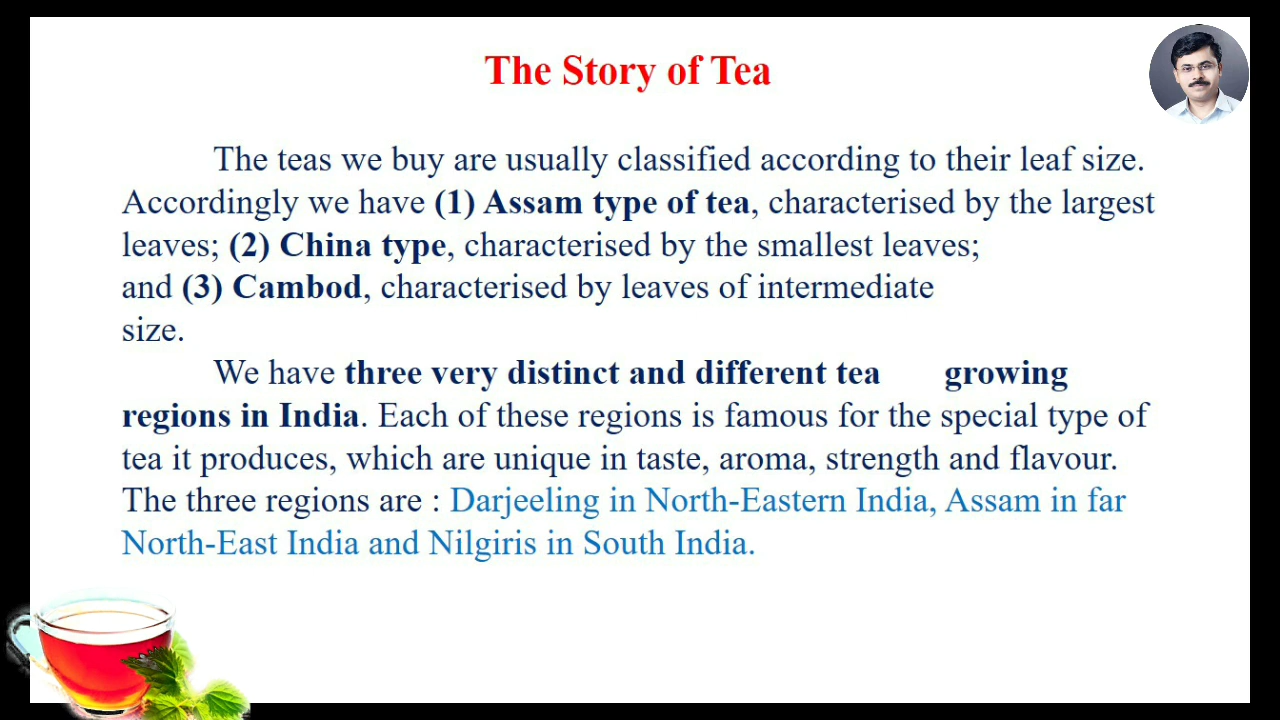 The Story of Tea
The teas we buy are usually classified according to their leaf size.
Accordingly we have (1) Assam type of tea, characterised by the largest
leaves; (2) China type, characterised by the smallest leaves;
and (3) Cambod, characterised by leaves of intermediate
size.
We have three very distinct and different tea growing
regions in India. Each of these regions is famous for the special type of
tea it produces, which are unique in taste, aroma, strength and flavour.
The three regions are : Darjeeling in North-Eastern India, Assam in far
North-East India and Nilgiris in South India.